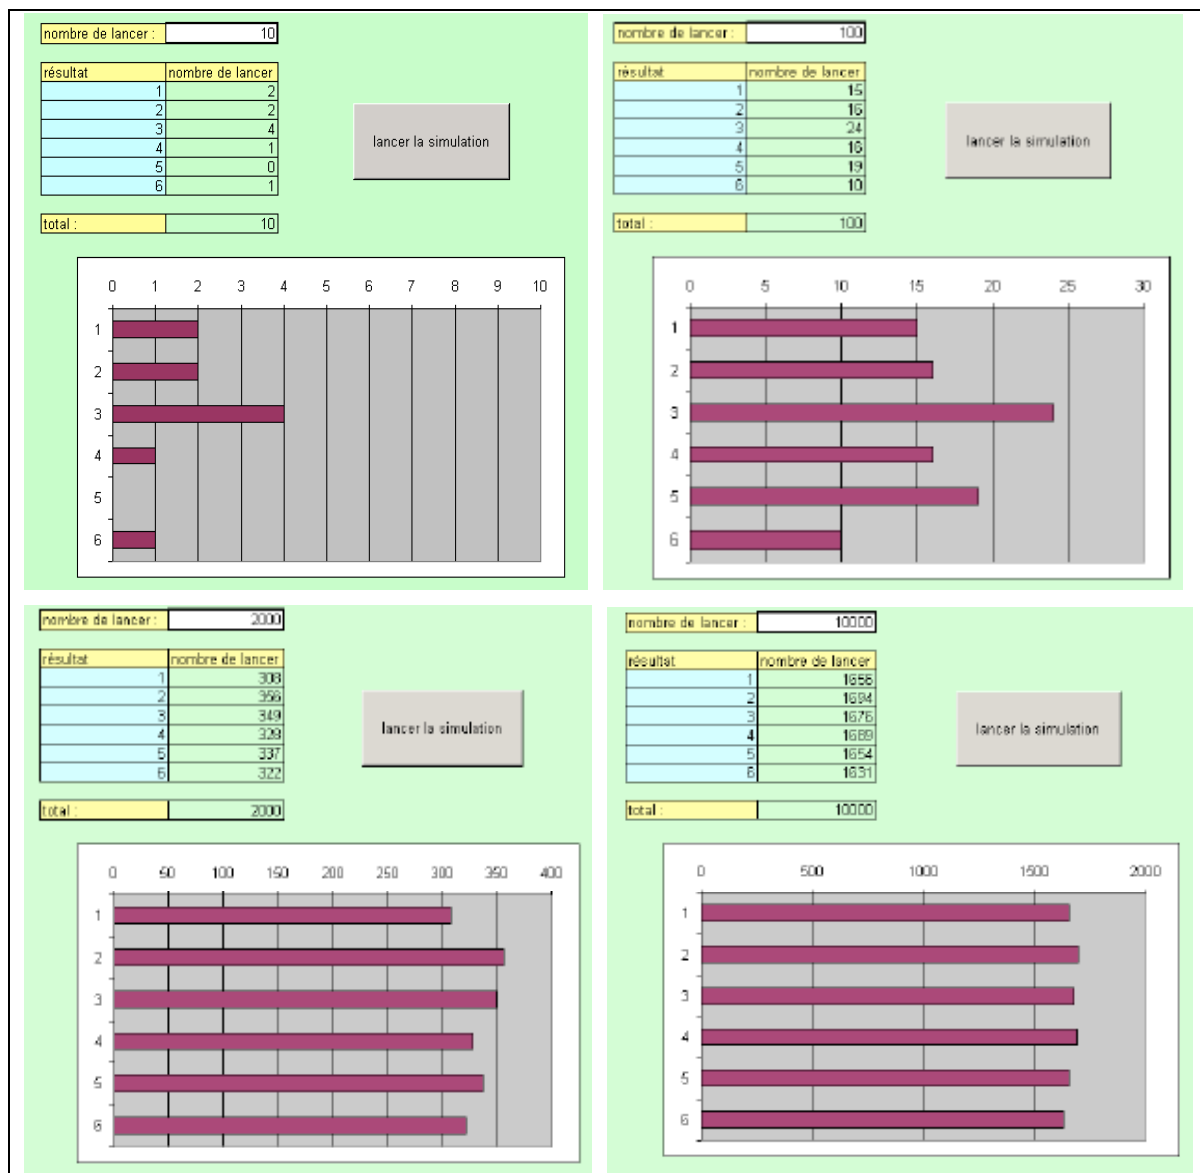 nombre de lancer : 10
résultat nombre de lancer
1 2
2 2
3 4
4 1
5 0
6 1
lancer la simulation
total : 10
0 1 2 3 4 5 6 7 8 9 10
1
2
3
4
5
6
nombre de lancer : 100
résultat nombre de lancer
1 15
2 16
3 24
4 16
5 19
6 10
lancer la simulation
total : 100
0 5 10 15 20 25 30
1
2
3
4
5
6
nombre de lancer : 2000
résultat nombre de lancer
1 308
2 356
3 349
4 328
5 337
6 322
lancer la simulation
total : 2000
0 50 100 150 200 250 300 350 400
1
2
3
4
5
6
nombre de lancer : 10000
résultat nombre de lancer
1 1656
2 1694
3 1676
4 1689
5 1654
6 1631
lancer la simulation
total : 10000
0 500 1000 1500 2000
1
2
3
4
5
6